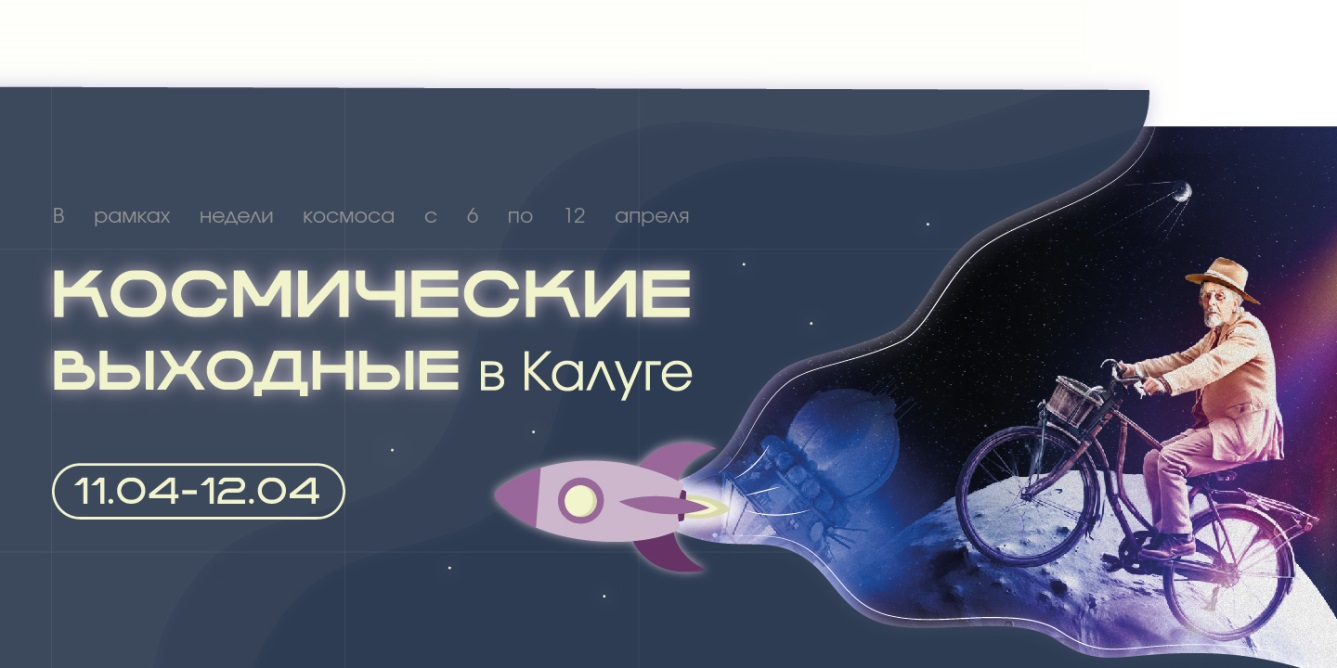 В рамках недели космоса с 6 по 12 апреля
КОСМИЧЕСКИЕ
ВЫХОДНЫЕ в Калуге
11.04-12.04